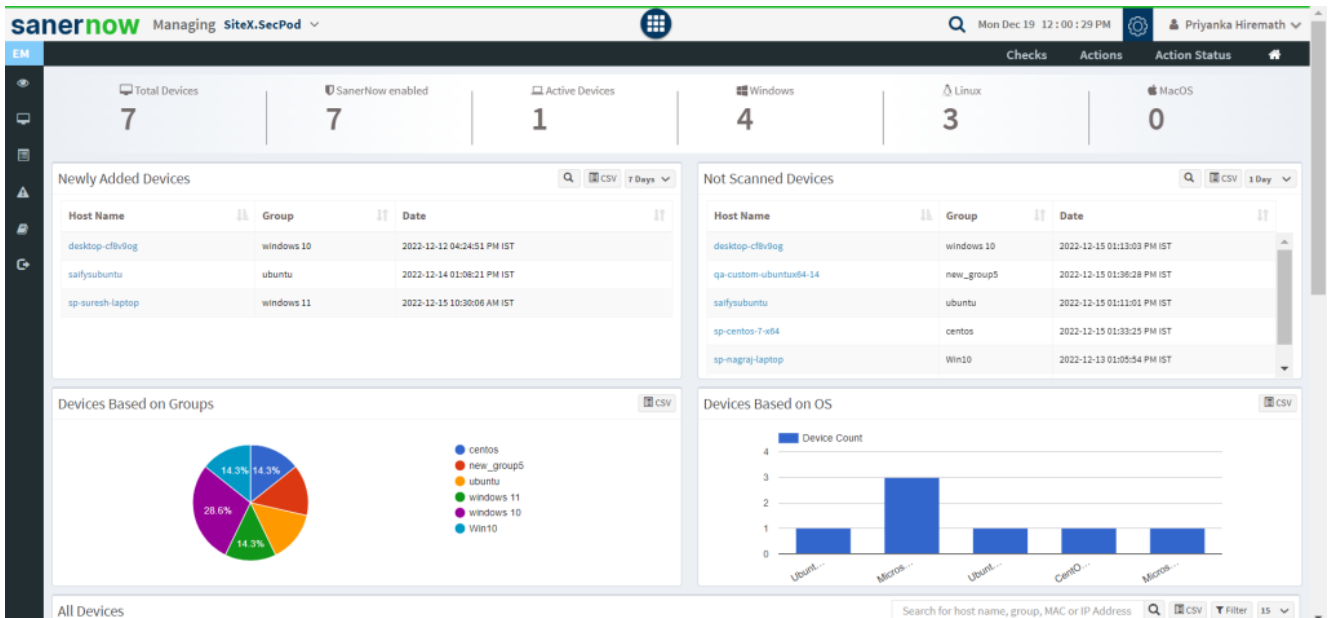 sanernow Managing SiteX.SecPod Mon Dec 19 12:00:29 PM Priyanka Hiremath
EM Checks Actions Action Status
Total Devices SanerNow enabled Active Devices Windows Linux MacOS
7 7 1 4 3 0
Newly Added Devices CSV 7 Days
Host Name Group Date
desktop-cf8v9og windows 10 2022-12-12 04:24:51 PM IST
saifysubuntu ubuntu 2022-12-14 01:08:21 PM IST
sp-suresh-laptop windows 11 2022-12-15 10:30:06 AM IST
Not Scanned Devices CSV 1 Day
Host Name Group Date
desktop-cf8v9og windows 10 2022-12-15 01:13:03 PM IST
qa-custom-ubuntux64-14 new_group5 2022-12-15 01:36:28 PM IST
saifysubuntu ubuntu 2022-12-15 01:11:01 PM IST
sp-centos-7-x64 centos 2022-12-15 01:33:25 PM IST
sp-nagraj-laptop Win10 2022-12-13 01:05:54 PM IST
Devices Based on Groups CSV
14.3% 14.3%
28.6%
14.3%
centos
new_group5
ubuntu
windows 11
windows 10
Win10
Devices Based on OS CSV
Device Count
4
3
2
1
0
Ubunt... Micros... Ubunt... CentO... Micros...
All Devices Search for host name, group, MAC or IP Address CSV Filter 15